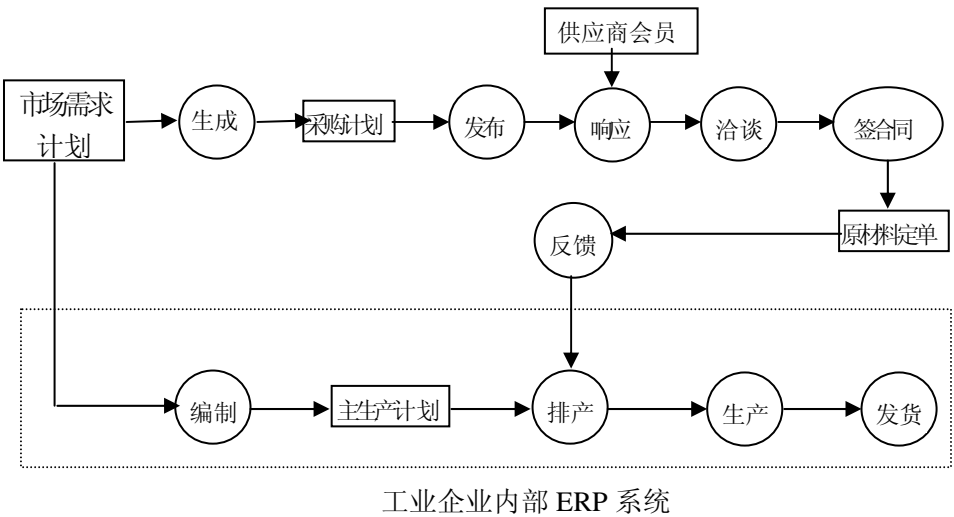 供应商会员
市场需求
计划
生成
采购计划
发布
响应
洽谈
签合同
原材料定单
反馈
编制
主生产计划
排产
生产
发货
工业企业内部 ERP 系统